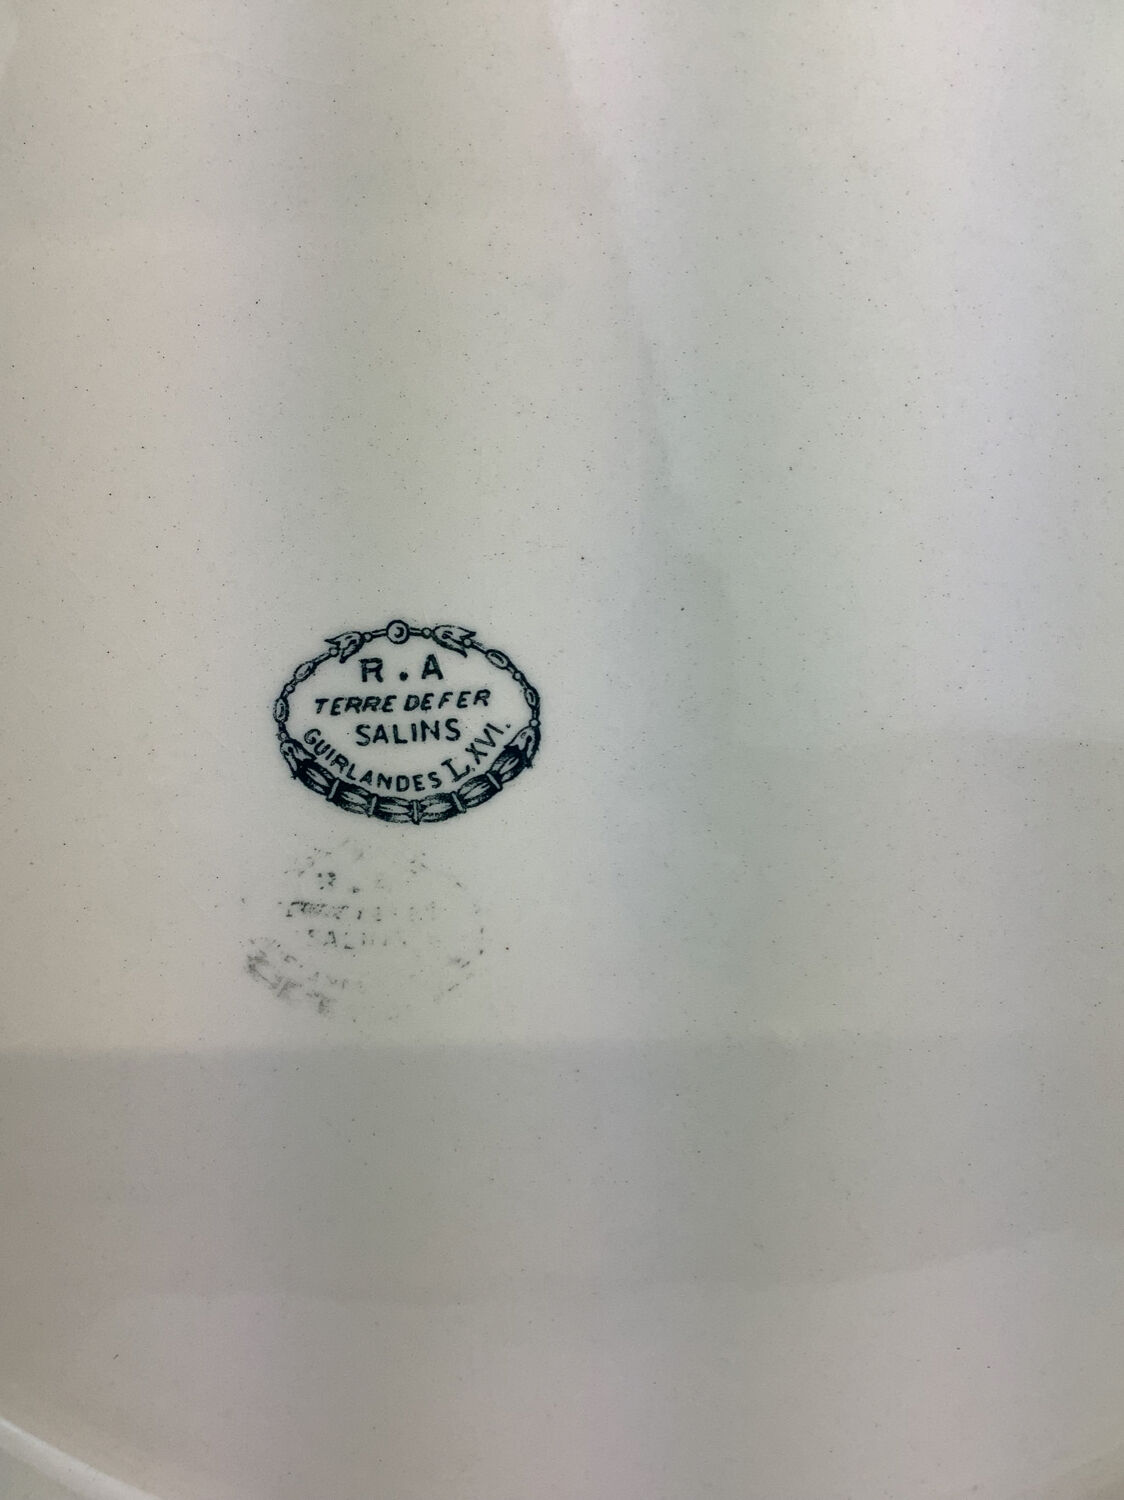 R.A
TERRE DE FER
SALINS
GUIRLANDES L.XVI.